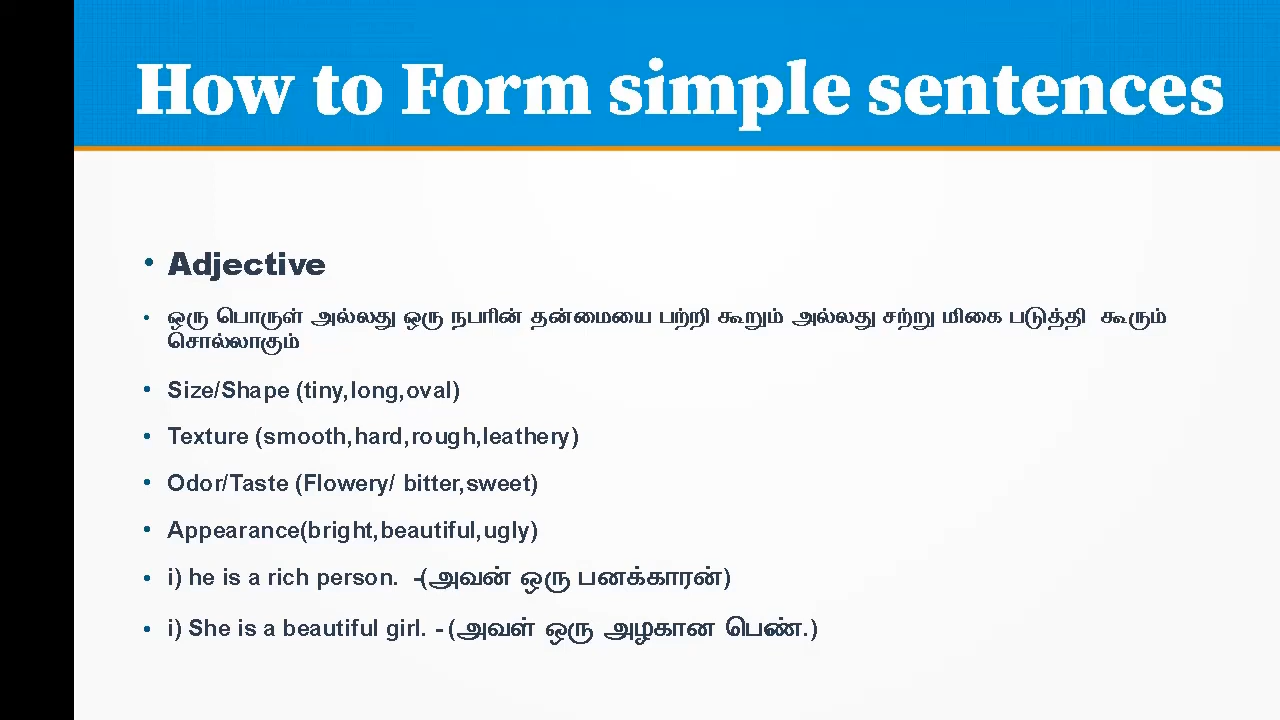 How to Form simple sentences
• Adjective
• ஒரு பொருள் அல்லது ஒரு நபரின் தன்மையை பற்றி கூறும் அல்லது சற்று மிகை படுத்தி கூரும்
சொல்லாகும்
• Size/Shape (tiny,long,oval)
• Texture (smooth,hard,rough,leathery)
• Odor/Taste (Flowery/ bitter,sweet)
• Appearance(bright,beautiful,ugly)
• i) he is a rich person. -(அவன் ஒரு பனக்காரன்)
• i) She is a beautiful girl. - (அவள் ஒரு அழகான பெண்.)